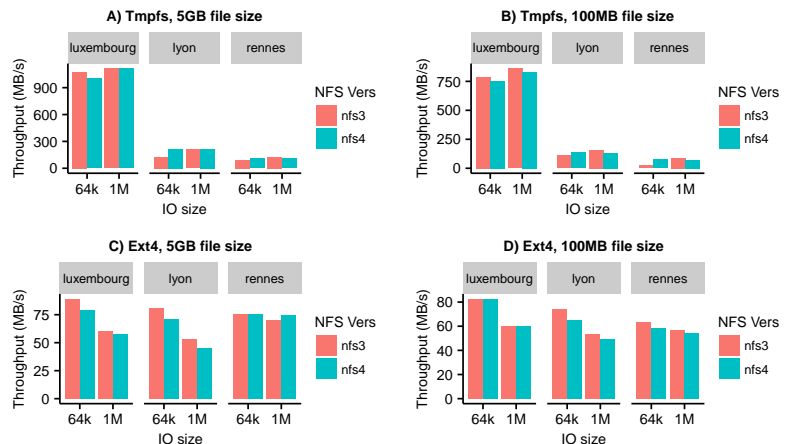 A) Tmpfs, 5GB file size
luxembourg lyon rennes
Throughput (MB/s)
900
600
300
0
64k 1M 64k 1M 64k 1M
IO size
NFS Vers
nfs3
nfs4
B) Tmpfs, 100MB file size
luxembourg lyon rennes
Throughput (MB/s)
750
500
250
0
64k 1M 64k 1M 64k 1M
IO size
NFS Vers
nfs3
nfs4
C) Ext4, 5GB file size
luxembourg lyon rennes
Throughput (MB/s)
75
50
25
0
64k 1M 64k 1M 64k 1M
IO size
NFS Vers
nfs3
nfs4
D) Ext4, 100MB file size
luxembourg lyon rennes
Throughput (MB/s)
80
60
40
20
0
64k 1M 64k 1M 64k 1M
IO size
NFS Vers
nfs3
nfs4